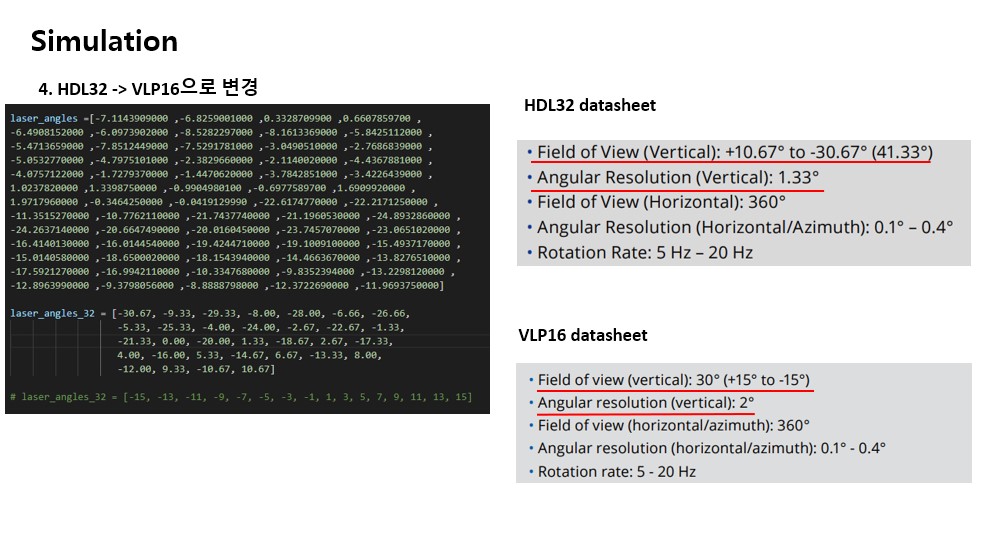 Simulation
4. HDL32 -> VLP16으로 변경
laser_angles =[-7.1143909000 ,-6.8259001000 ,0.3328709900 ,0.6607859700 ,
-6.4908152000 ,-6.0973902000 ,-8.5282297000 ,-8.1613369000 ,-5.8425112000 ,
-5.4713659000 ,-7.8512449000 ,-7.5291781000 ,-3.0490510000 ,-2.7686839000 ,
-5.0532770000 ,-4.7975101000 ,-2.3829660000 ,-2.1140020000 ,-4.4367881000 ,
-4.0757122000 ,-1.7279370000 ,-1.4470620000 ,-3.7842851000 ,-3.4226439000 ,
1.0237820000 ,1.3398750000 ,-0.9904980100 ,-0.6977589700 ,1.6909920000 ,
1.9717960000 ,-0.3464250000 ,-0.0419129990 ,-22.6174770000 ,-22.2171250000 ,
-11.3515270000 ,-10.7762110000 ,-21.7437740000 ,-21.1960530000 ,-24.8932860000 ,
-24.2637140000 ,-20.6647490000 ,-20.0160450000 ,-23.7457070000 ,-23.0651020000 ,
-16.4140130000 ,-16.0144540000 ,-19.4244710000 ,-19.1009100000 ,-15.4937170000 ,
-15.0140580000 ,-18.6500020000 ,-18.1543940000 ,-14.4663670000 ,-13.8276510000 ,
-17.5921270000 ,-16.9942110000 ,-10.3347680000 ,-9.8352394000 ,-13.2298120000 ,
-12.8963990000 ,-9.3798056000 ,-8.8888798000 ,-12.3722690000 ,-11.9693750000]
laser_angles_32 = [-30.67, -9.33, -29.33, -8.00, -28.00, -6.66, -26.66,
-5.33, -25.33, -4.00, -24.00, -2.67, -22.67, -1.33,
-21.33, 0.00, -20.00, 1.33, -18.67, 2.67, -17.33,
4.00, -16.00, 5.33, -14.67, 6.67, -13.33, 8.00,
-12.00, 9.33, -10.67, 10.67]
# laser_angles_32 = [-15, -13, -11, -9, -7, -5, -3, -1, 1, 3, 5, 7, 9, 11, 13, 15]
HDL32 datasheet
• Field of View (Vertical): +10.67° to -30.67° (41.33°)
• Angular Resolution (Vertical): 1.33°
• Field of View (Horizontal): 360°
• Angular Resolution (Horizontal/Azimuth): 0.1° – 0.4°
• Rotation Rate: 5 Hz – 20 Hz
VLP16 datasheet
• Field of view (vertical): 30° (+15° to -15°)
• Angular resolution (vertical): 2°
• Field of view (horizontal/azimuth): 360°
• Angular resolution (horizontal/azimuth): 0.1° - 0.4°
• Rotation rate: 5 - 20 Hz